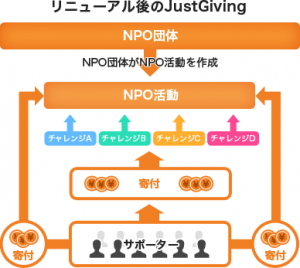 リニューアル後のJustGiving
NPO団体
NPO団体がNPO活動を作成
NPO活動
チャレンジA
チャレンジB
チャレンジC
チャレンジD
寄付
サポーター
寄付
寄付